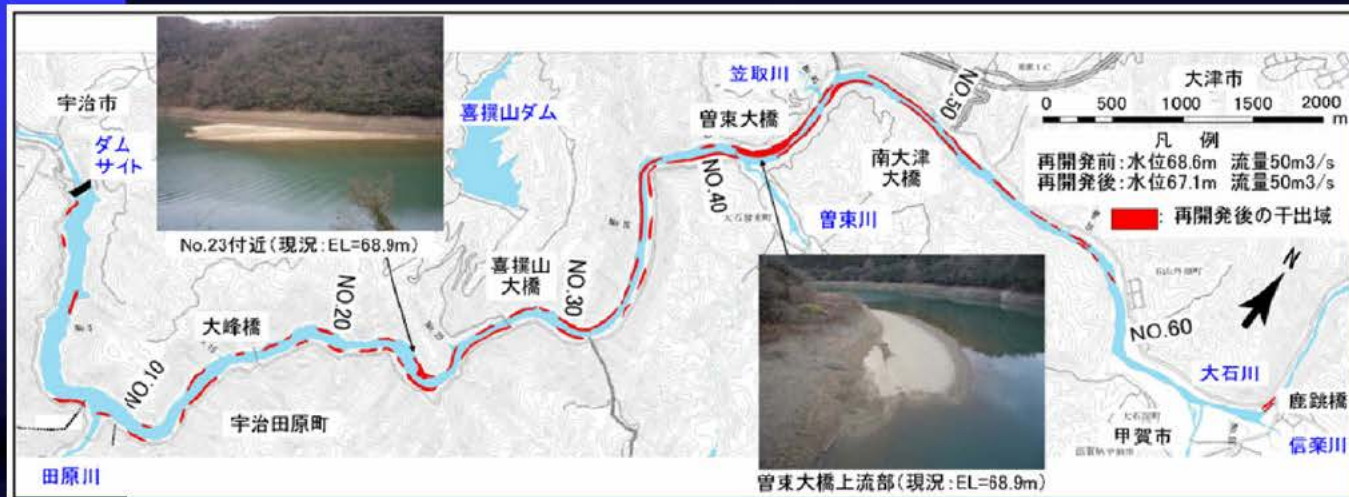 宇治市
ダム
サイト
No.23付近(現況:EL=68.9m)
喜撰山ダム
笠取川
曽束大橋
NO.50
大津市
0 500 1000 1500 2000
m
凡 例
再開発前:水位68.6m 流量50m3/s
再開発後:水位67.1m 流量50m3/s
:再開発後の干出域
南大津
大橋
NO.40
曽束川
喜撰山
大橋
NO.30
NO.20
大峰橋
NO.10
宇治田原町
田原川
N
NO.60
大石川
鹿跳橋
甲賀市
信楽川
曽束大橋上流部(現況:EL=68.9m)